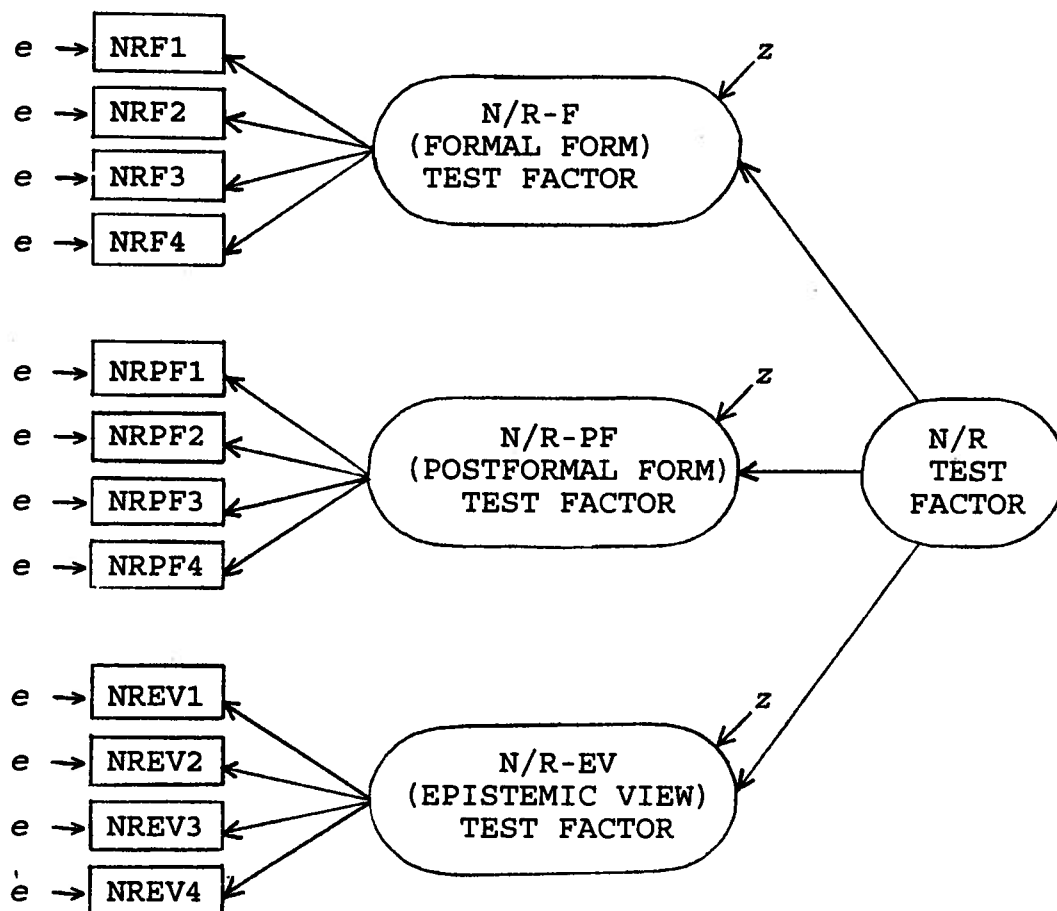 e NRF1
e NRF2
e NRF3
e NRF4
z
N/R-F
(FORMAL FORM)
TEST FACTOR
e NRPF1
e NRPF2
e NRPF3
e NRPF4
z
N/R-PF
(POSTFORMAL FORM)
TEST FACTOR
N/R
TEST
FACTOR
e NREV1
e NREV2
e NREV3
e NREV4
z
N/R-EV
(EPISTEMIC VIEW)
TEST FACTOR